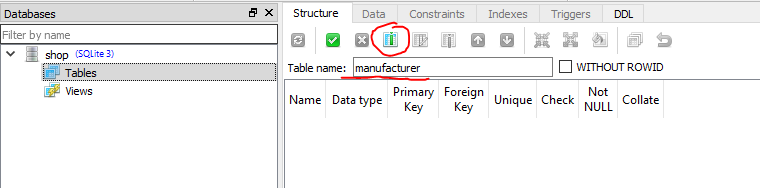 Databases
Filter by name
shop (SQLite 3)
Tables
Views
Structure Data Constraints Indexes Triggers DDL
Table name: manufacturer WITHOUT ROWID
Name Data type Primary Key Foreign Key Unique Check Not NULL Collate